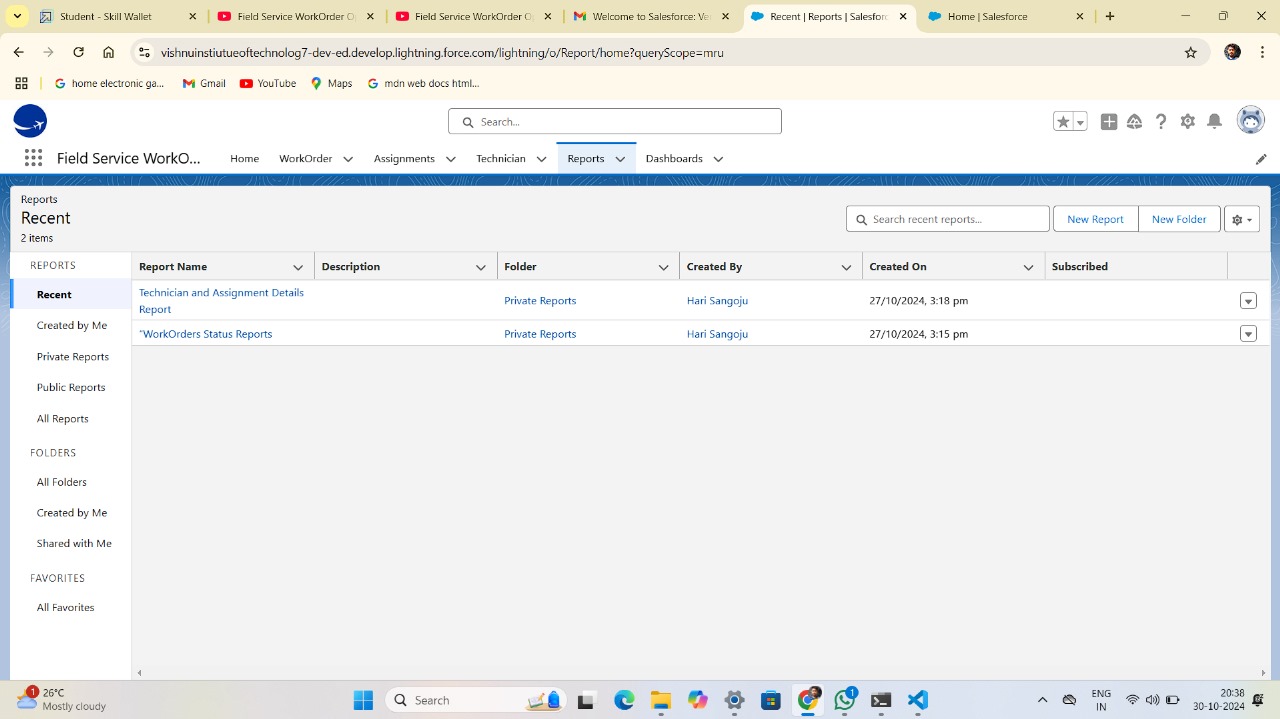 Student - Skill Wallet
Field Service WorkOrder Op
Field Service WorkOrder Op
Welcome to Salesforce: Ve
Recent | Reports | Salesforc
Home | Salesforce
vishnuinstiutueoftechnolog7-dev-ed.develop.lightning.force.com/lightning/o/Report/home?queryScope=mru
home electronic ga...
Gmail
YouTube
Maps
mdn web docs html...
Search...
Field Service WorkO...
Home
WorkOrder
Assignments
Technician
Reports
Dashboards
Reports
Recent
2 items
Search recent reports...
New Report
New Folder
REPORTS
Recent
Created by Me
Private Reports
Public Reports
All Reports
FOLDERS
All Folders
Created by Me
Shared with Me
FAVORITES
All Favorites
Report Name
Description
Folder
Created By
Created On
Subscribed
Technician and Assignment Details
Report
Private Reports
Hari Sangoju
27/10/2024, 3:18 pm
"WorkOrders Status Reports
Private Reports
Hari Sangoju
27/10/2024, 3:15 pm
1
26°C
Mostly cloudy
Search
1
ENG
IN
20:38
30-10-2024